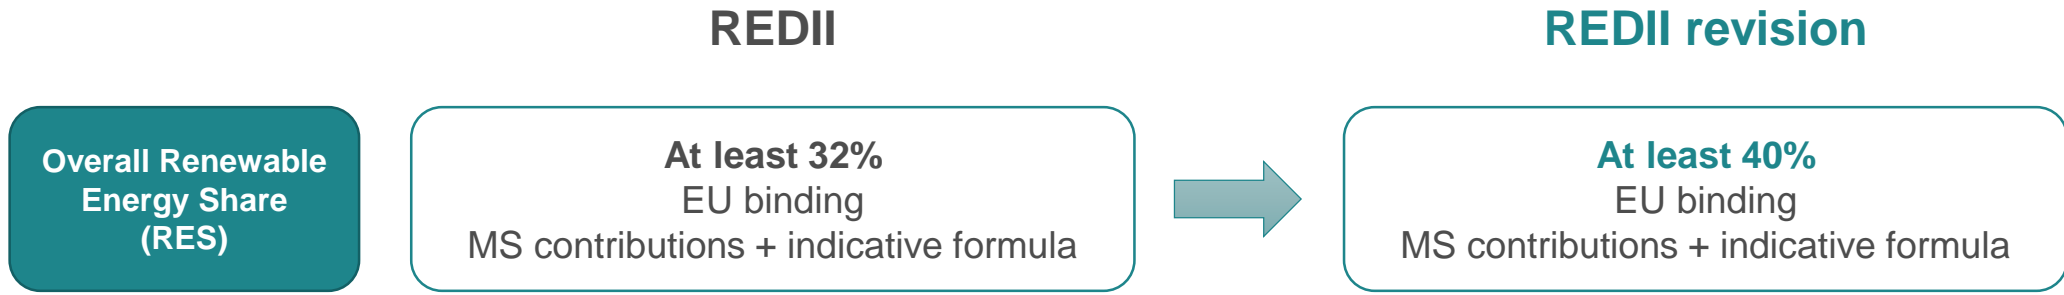 REDII
REDII revision
Overall Renewable
Energy Share
(RES)
At least 32%
EU binding
MS contributions + indicative formula
At least 40%
EU binding
MS contributions + indicative formula